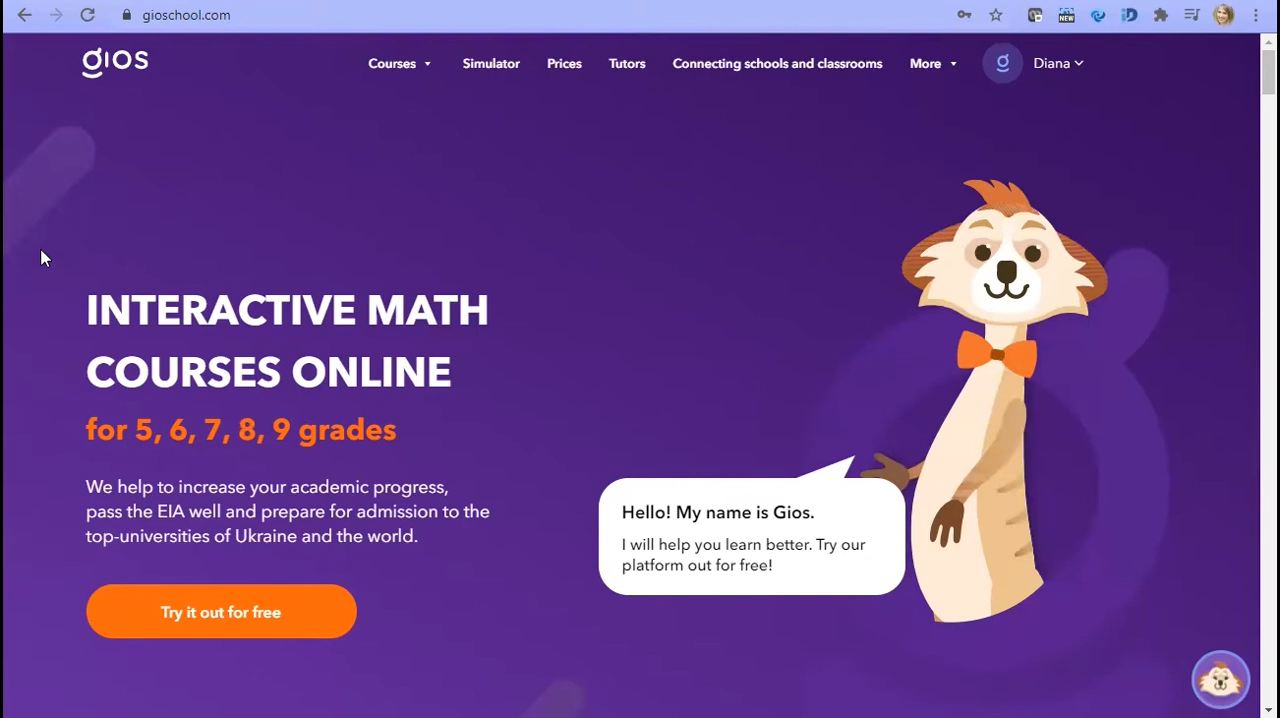 gioschool.com
NEW
gios
Courses
Simulator
Prices
Tutors
Connecting schools and classrooms
More
g
Diana
INTERACTIVE MATH
COURSES ONLINE
for 5, 6, 7, 8, 9 grades
We help to increase your academic progress,
pass the EIA well and prepare for admission to the
top-universities of Ukraine and the world.
Try it out for free
Hello! My name is Gios.
I will help you learn better. Try our
platform out for free!